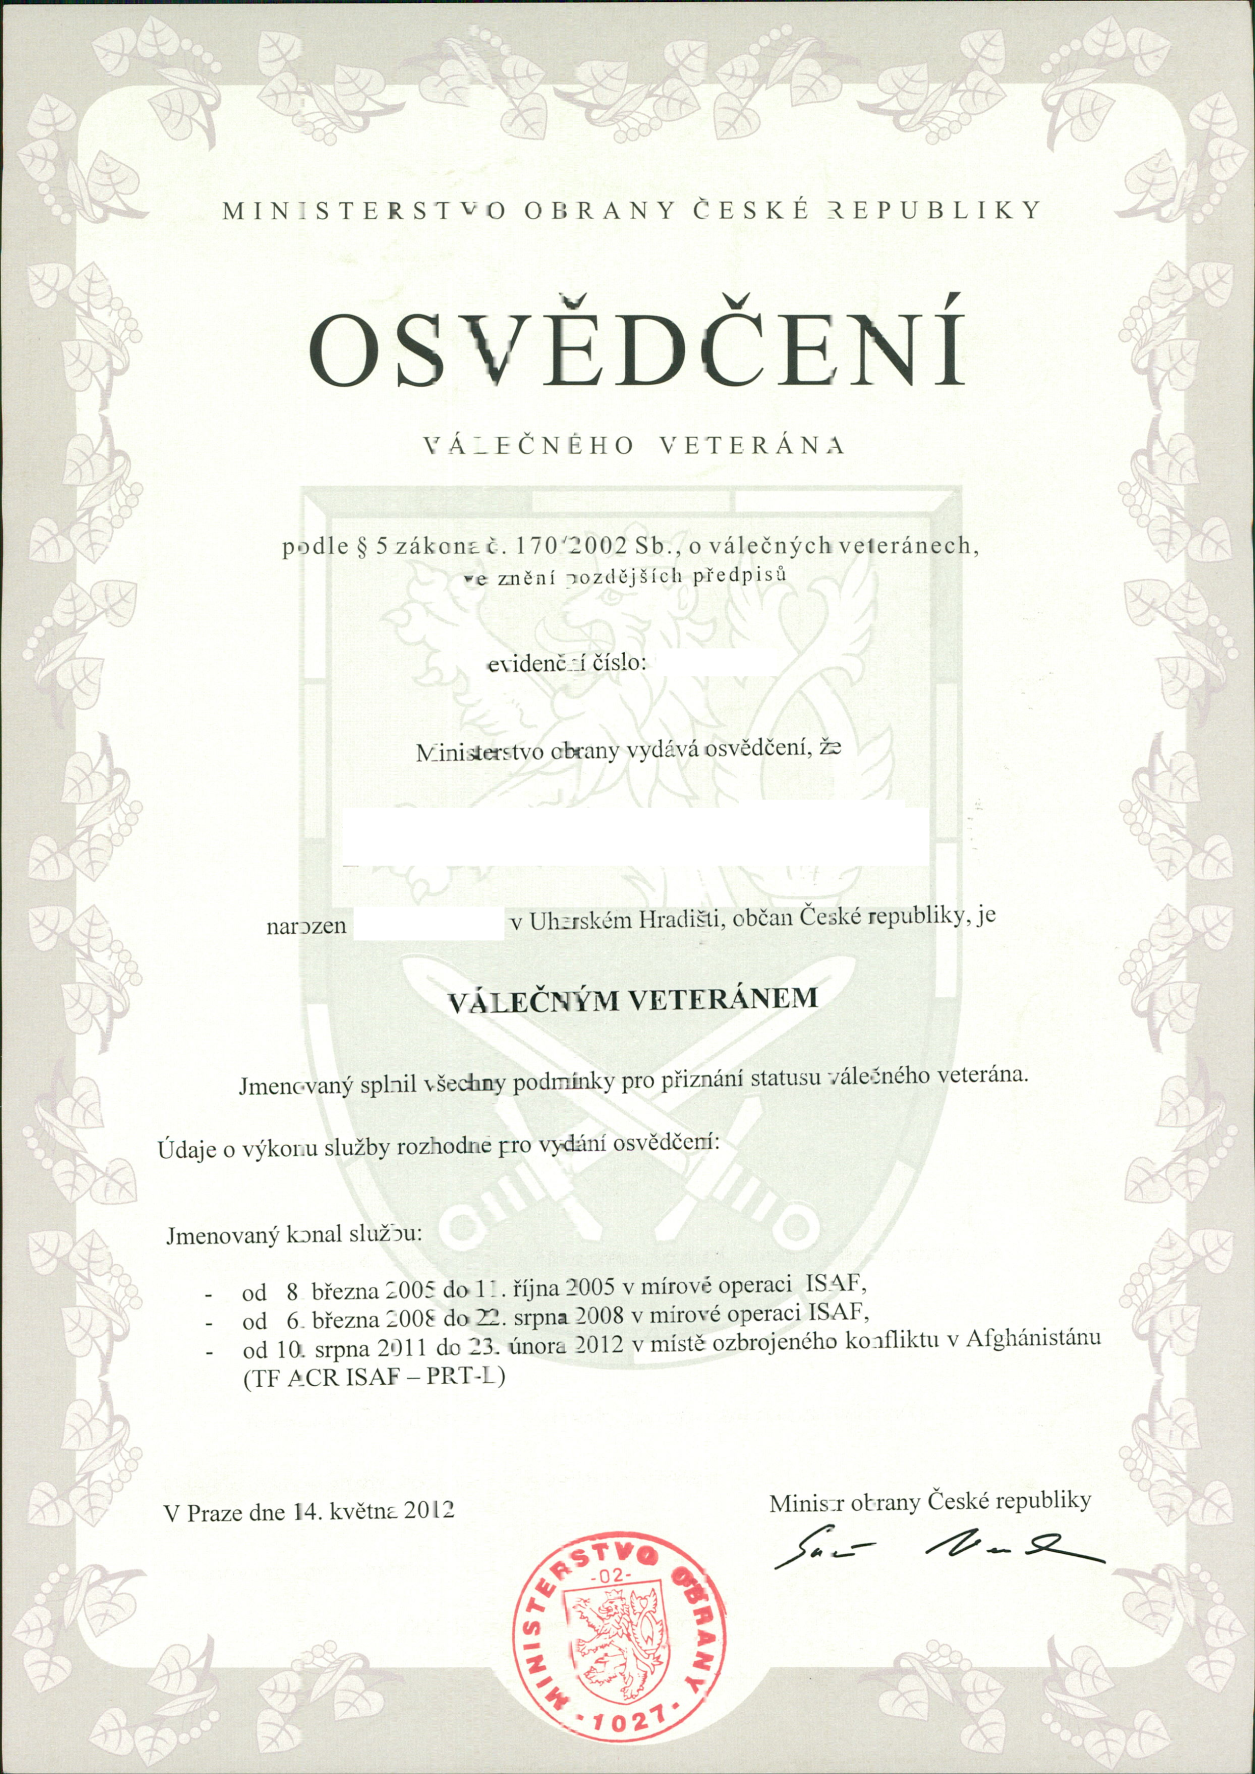 MINISTERSTVO OBRANY ČESKÉ REPUBLIKY
OSVĚDČENÍ
VÁLEČNÉHO VETERÁNA
podle § 5 zákona č. 170/2002 Sb., o válečných veteránech,
ve znění pozdějších předpisů
evidenční číslo:
Ministerstvo obrany vydává osvědčení, že
narozen v Uherském Hradišti, občan České republiky, je
VÁLEČNÝM VETERÁNEM
Jmenovaný splnil všechny podmínky pro přiznání statusu válečného veterána.
Údaje o výkonu služby rozhodné pro vydání osvědčení:
Jmenovaný konal službu:
- od 8. března 2005 do 11. října 2005 v mírové operaci ISAF,
- od 6. března 2008 do 22. srpna 2008 v mírové operaci ISAF,
- od 10. srpna 2011 do 23. února 2012 v místě ozbrojeného konfliktu v Afghánistánu
(TF AČR ISAF – PRT-L)
V Praze dne 14. května 2012
Ministr obrany České republiky
MINISTERSTVO OBRANY
-02-
· 1027 ·